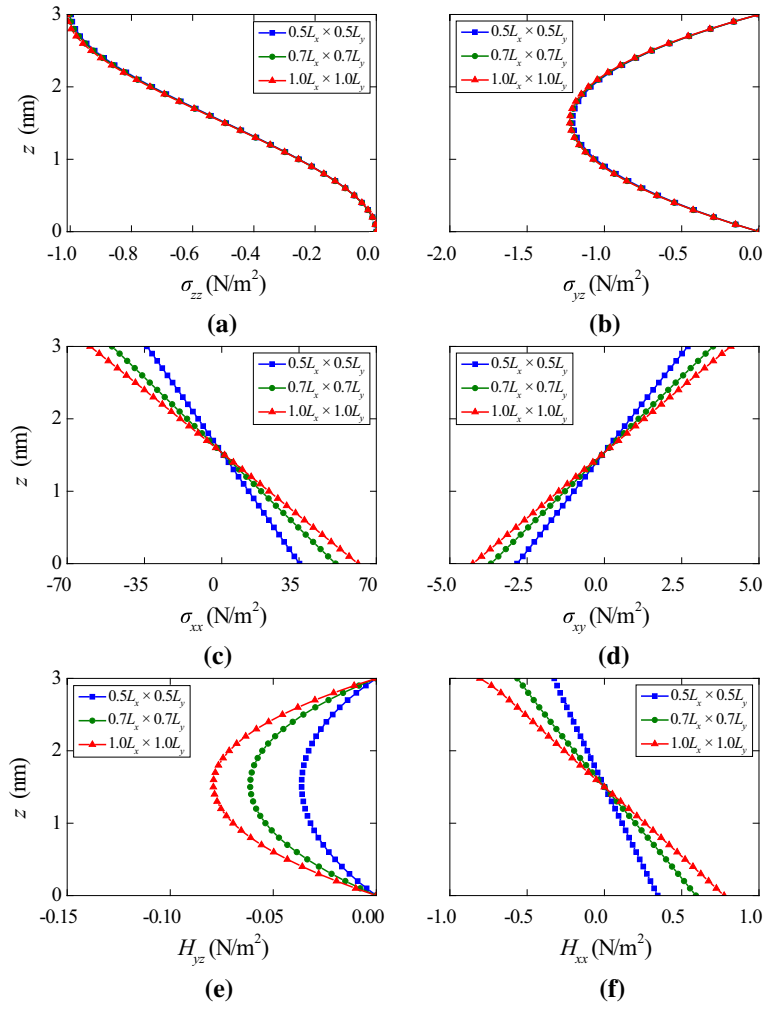 3
2
1
0
z (nm)
0.5Lx × 0.5Ly
0.7Lx × 0.7Ly
1.0Lx × 1.0Ly
-1.0 -0.8 -0.6 -0.4 -0.2 0.0
σzz (N/m²)
(a)
0.5Lx × 0.5Ly
0.7Lx × 0.7Ly
1.0Lx × 1.0Ly
-2.0 -1.5 -1.0 -0.5 0.0
σyz (N/m²)
(b)
3
2
1
0
z (nm)
0.5Lx × 0.5Ly
0.7Lx × 0.7Ly
1.0Lx × 1.0Ly
-70 -35 0 35 70
σxx (N/m²)
(c)
0.5Lx × 0.5Ly
0.7Lx × 0.7Ly
1.0Lx × 1.0Ly
-5.0 -2.5 0.0 2.5 5.0
σxy (N/m²)
(d)
3
2
1
0
z (nm)
0.5Lx × 0.5Ly
0.7Lx × 0.7Ly
1.0Lx × 1.0Ly
-0.15 -0.10 -0.05 0.00
Hyz (N/m²)
(e)
0.5Lx × 0.5Ly
0.7Lx × 0.7Ly
1.0Lx × 1.0Ly
-1.0 -0.5 0.0 0.5 1.0
Hxx (N/m²)
(f)